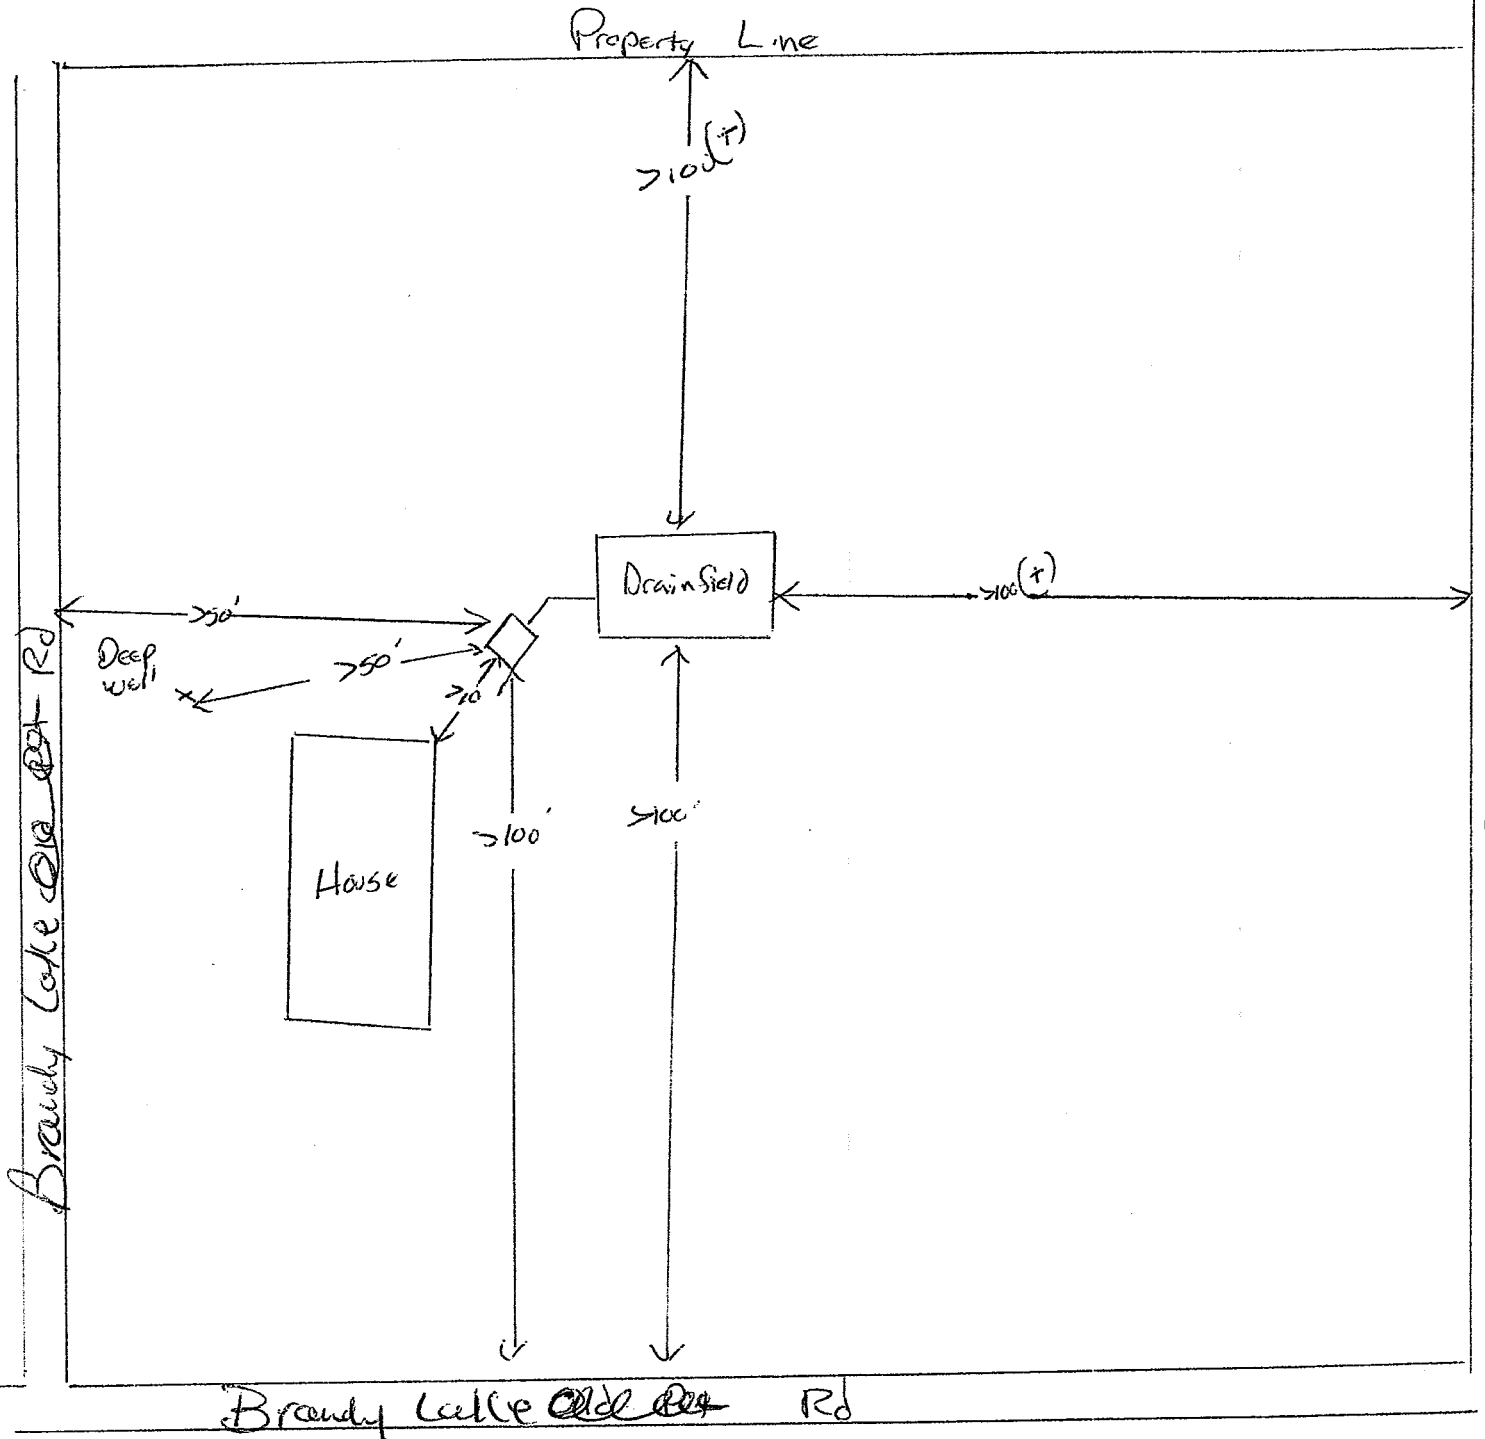 Property Line
>100(+)
Drainfield
>100(+)
>50'
Deep
well
x
>50'
>10'
House
>100'
>100'
Brandy Lake Rd
Brandy Lake Rd